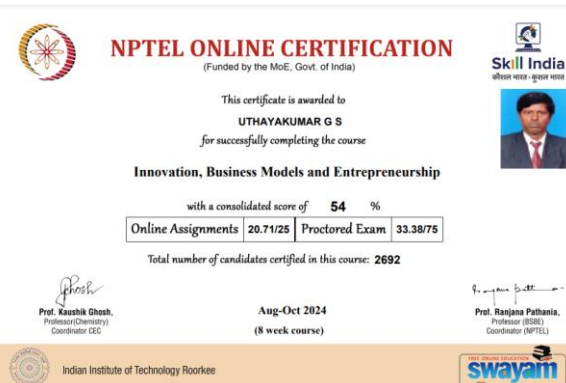 NPTEL ONLINE CERTIFICATION
(Funded by the MoE, Govt. of India)
Skill India
कौशल भारत - कुशल भारत
This certificate is awarded to
UTHAYAKUMAR G S
for successfully completing the course
Innovation, Business Models and Entrepreneurship
with a consolidated score of 54 %
Online Assignments 20.71/25 Proctored Exam 33.38/75
Total number of candidates certified in this course: 2692
Prof. Kaushik Ghosh,
Professor(Chemistry)
Coordinator CEC
Aug-Oct 2024
(8 week course)
Prof. Ranjana Pathania,
Professor (BSBE)
Coordinator (NPTEL)
Indian Institute of Technology Roorkee
FREE ONLINE EDUCATION
swayam